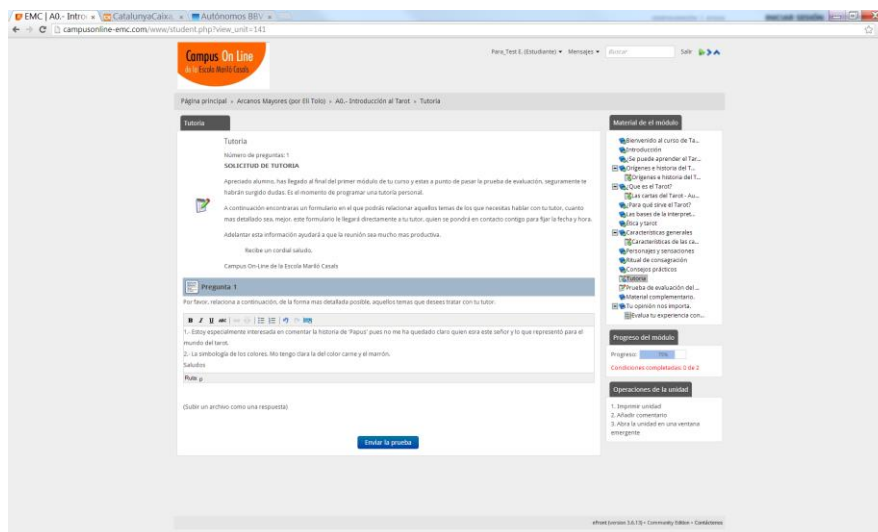 EMC | A0.- Intro
CatalunyaCaixa
Autónomos BBV
campusonline-emc.com/www/student.php?view_unit=141
Campus On Line
de la Escola Mariló Casals
Para_Test E. (Estudiante)
Mensajes
Buscar
Salir
Página principal » Arcanos Mayores (por Eli Tolo) » A0.- Introducción al Tarot » Tutoria
Tutoria
Tutoria
Número de preguntas: 1
SOLICITUD DE TUTORIA
Apreciado alumno, has llegado al final del primer módulo de tu curso y estas a punto de pasar la prueba de evaluación, seguramente te
habrán surgido dudas. Es el momento de programar una tutoría personal.
A continuación encontraras un formulario en el que podrás relacionar aquellos temas de los que necesitas hablar con tu tutor, cuanto
mas detallado sea, mejor; este formulario le llegará directamente a tu tutor, quien se pondrá en contacto contigo para fijar la fecha y hora.
Adelantar esta información ayudará a que la reunión sea mucho mas productiva.
Recibe un cordial saludo,
Campus On-Line de la Escola Mariló Casals
Pregunta 1
Por favor, relaciona a continuación, de la forma mas detallada posible, aquellos temas que desees tratar con tu tutor.
B I U ABC
1.- Estoy especialmente interesada en comentar la historia de 'Papus' pues no me ha quedado claro quien eora este señor y lo que representó para el
mundo del tarot.
2.- La simbología de los colores. No tengo clara la del color carne y el marrón.
Saludos
Ruta: p
(Subir un archivo como una respuesta)
Enviar la prueba
Material de el módulo
Bienvenido al curso de Ta...
Introducción
¿Se puede aprender el Tar...
Orígenes e historia del T...
Orígenes e historia del T...
¿Que es el Tarot?
Las cartas del Tarot - Au...
¿Para qué sirve el Tarot?
Las bases de la interpret...
Ética y tarot
Características generales
Características de las ca...
Personajes y sensaciones
Ritual de consagración
Consejos prácticos
Tutoria
Prueba de evaluación del ...
Material complementario.
Tu opinión nos importa.
Evalua tu experiencia con...
Progreso del módulo
Progreso:
Condiciones completadas: 0 de 2
Operaciones de la unidad
1. Imprimir unidad
2. Añadir comentario
3. Abra la unidad en una ventana
emergente
eFront (version 3.6.13) • Community Edition • Contáctenos